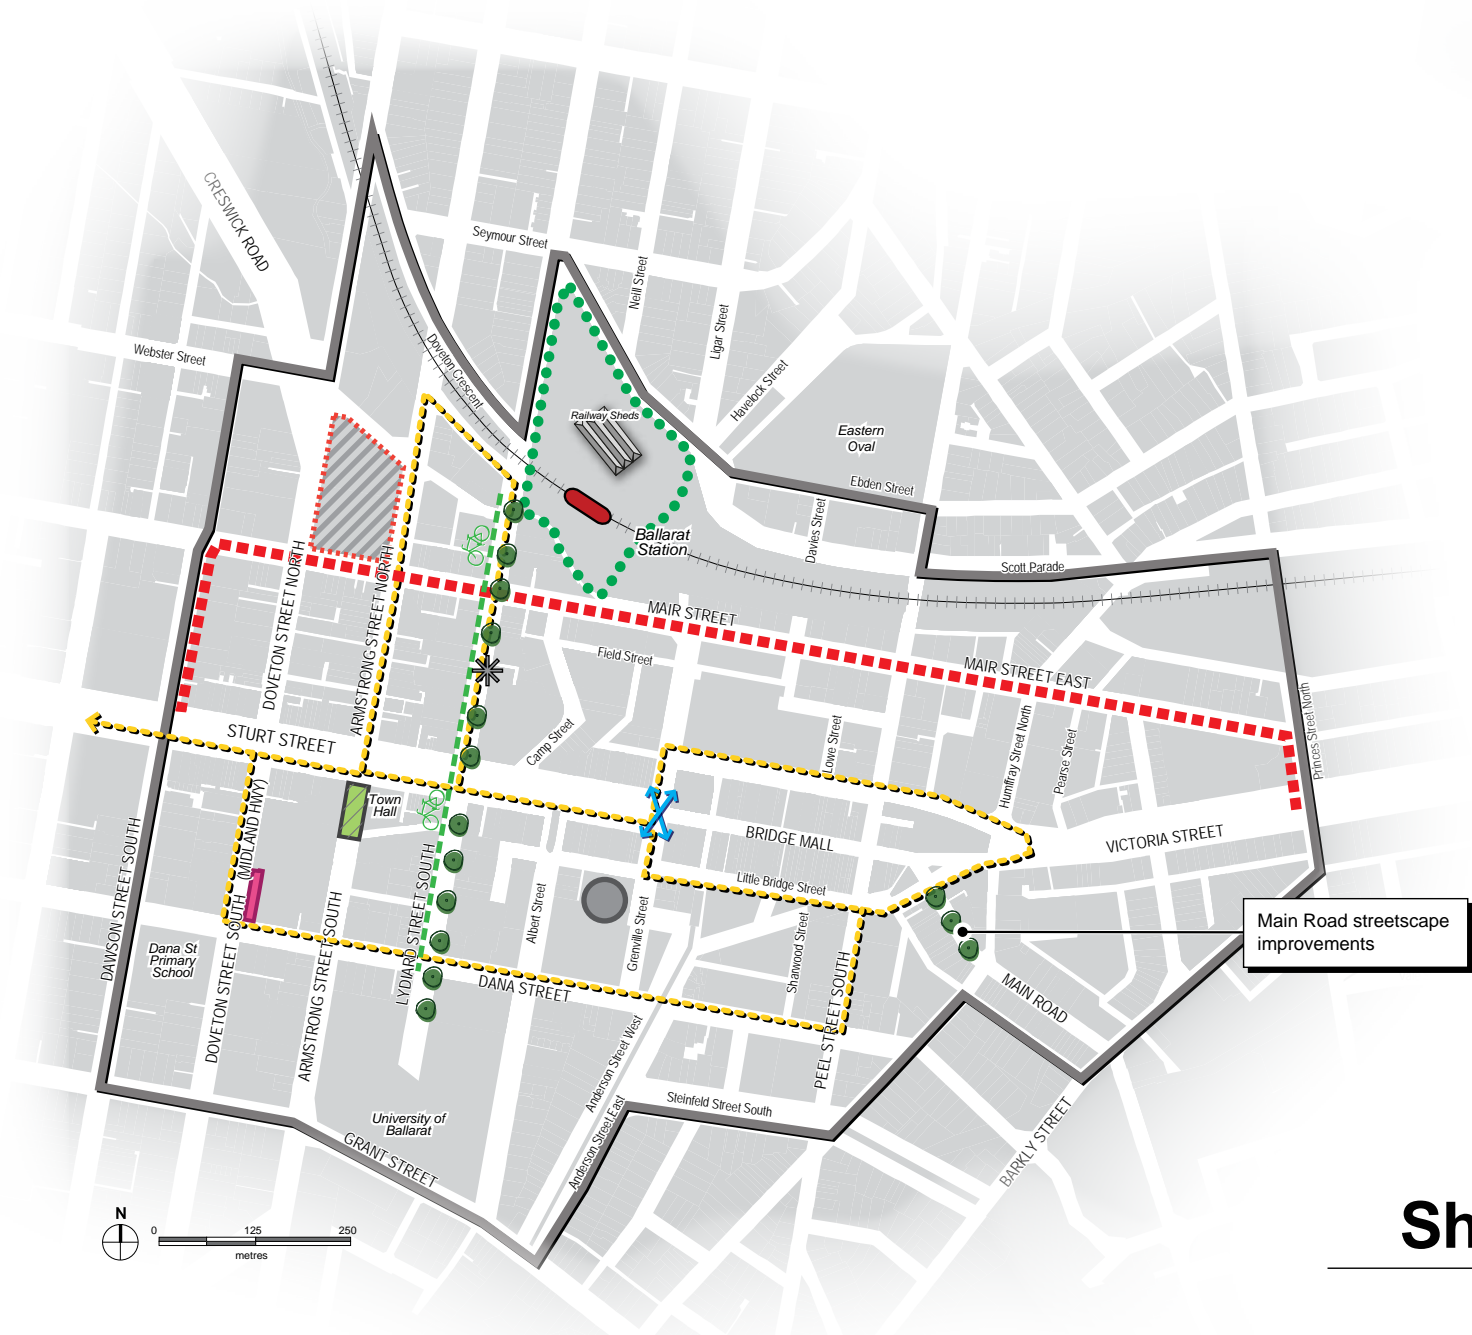 CRESWICK ROAD
Seymour Street
Neill Street
Ligar Street
Webster Street
Doveton Crescent
Havelock Street
Railway Sheds
Eastern
Oval
Ebden Street
Davies Street
Ballarat
Station
Scott Parade
MAIR STREET
DOVETON STREET NORTH
ARMSTRONG STREET NORTH
Field Street
MAIR STREET EAST
Princes Street North
STURT STREET
Camp Street
Lowe Street
Humffray Street North
Pearse Street
Town
Hall
BRIDGE MALL
VICTORIA STREET
DAWSON STREET SOUTH
(MIDLAND HWY)
DOVETON STREET SOUTH
Little Bridge Street
LYDIARD STREET SOUTH
Albert Street
Grenville Street
Sharwood Street
ARMSTRONG STREET SOUTH
Dana St
Primary
School
DANA STREET
PEEL STREET SOUTH
MAIN ROAD
Main Road streetscape
improvements
Anderson Street West
Anderson Street East
Steinfeld Street South
University of
Ballarat
GRANT STREET
BARKLY STREET
N
0 125 250
metres
Sh